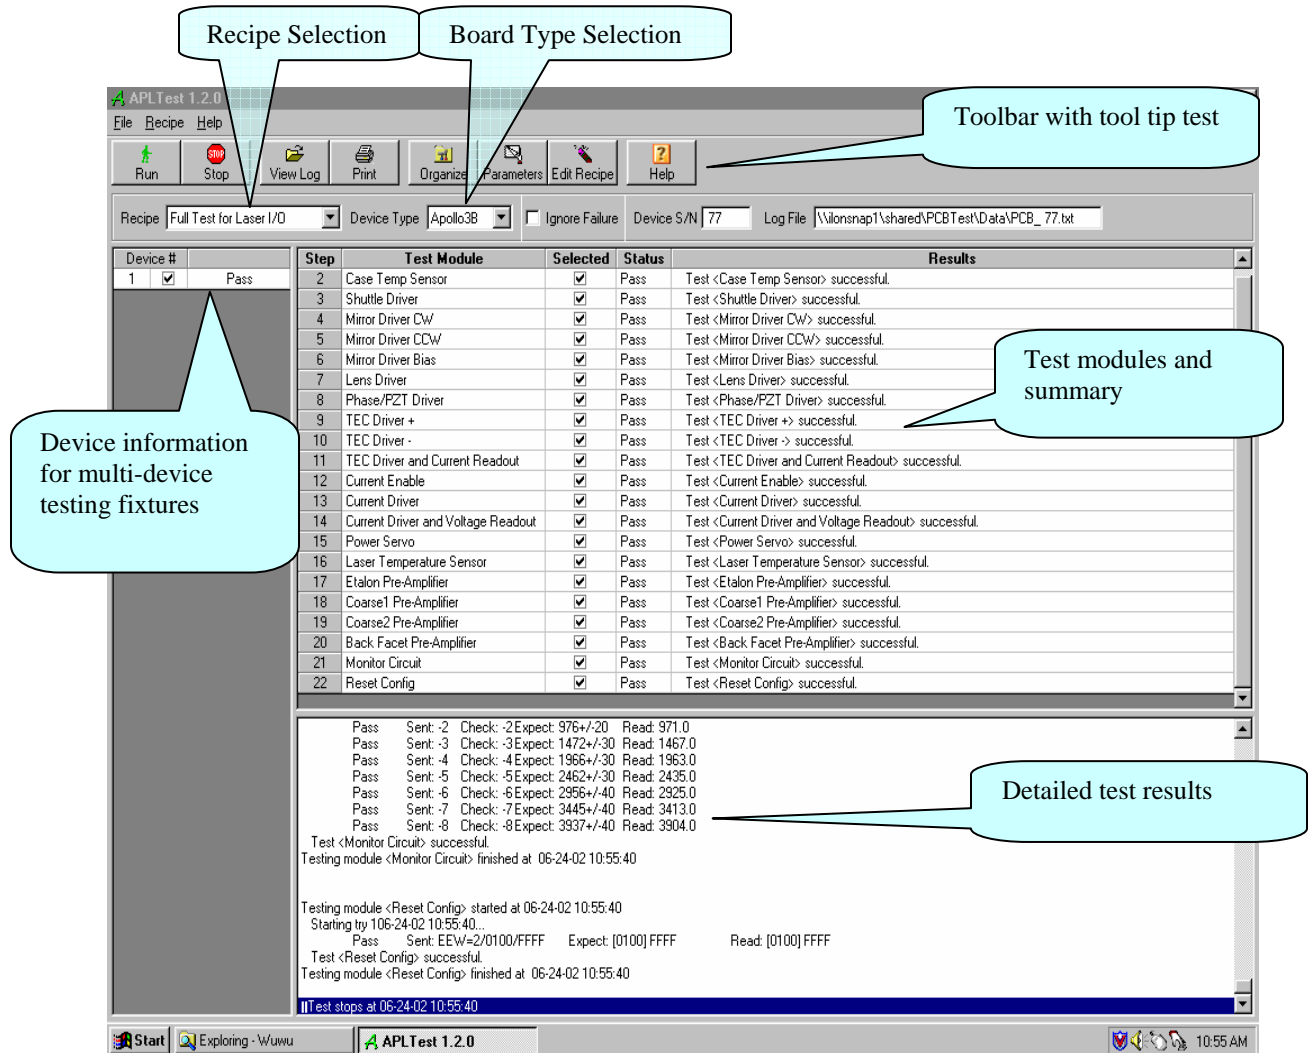 Recipe Selection
Board Type Selection
Toolbar with tool tip test
APLTest 1.2.0
File Recipe Help
Run Stop View Log Print Organize Parameters Edit Recipe Help
Recipe Full Test for Laser I/O Device Type Apollo3B Ignore Failure Device S/N 77 Log File \\ilonsnap1\shared\PCBTest\Data\PCB_ 77.txt
Device #
1 Pass
Step Test Module Selected Status Results
2 Case Temp Sensor Pass Test <Case Temp Sensor> successful.
3 Shuttle Driver Pass Test <Shuttle Driver> successful.
4 Mirror Driver CW Pass Test <Mirror Driver CW> successful.
5 Mirror Driver CCW Pass Test <Mirror Driver CCW> successful.
6 Mirror Driver Bias Pass Test <Mirror Driver Bias> successful.
7 Lens Driver Pass Test <Lens Driver> successful.
8 Phase/PZT Driver Pass Test <Phase/PZT Driver> successful.
9 TEC Driver + Pass Test <TEC Driver +> successful.
10 TEC Driver - Pass Test <TEC Driver -> successful.
11 TEC Driver and Current Readout Pass Test <TEC Driver and Current Readout> successful.
12 Current Enable Pass Test <Current Enable> successful.
13 Current Driver Pass Test <Current Driver> successful.
14 Current Driver and Voltage Readout Pass Test <Current Driver and Voltage Readout> successful.
15 Power Servo Pass Test <Power Servo> successful.
16 Laser Temperature Sensor Pass Test <Laser Temperature Sensor> successful.
17 Etalon Pre-Amplifier Pass Test <Etalon Pre-Amplifier> successful.
18 Coarse1 Pre-Amplifier Pass Test <Coarse1 Pre-Amplifier> successful.
19 Coarse2 Pre-Amplifier Pass Test <Coarse2 Pre-Amplifier> successful.
20 Back Facet Pre-Amplifier Pass Test <Back Facet Pre-Amplifier> successful.
21 Monitor Circuit Pass Test <Monitor Circuit> successful.
22 Reset Config Pass Test <Reset Config> successful.
Test modules and
summary
Device information
for multi-device
testing fixtures
Pass Sent: -2 Check: -2 Expect: 976+/-20 Read: 971.0
Pass Sent: -3 Check: -3 Expect: 1472+/-30 Read: 1467.0
Pass Sent: -4 Check: -4 Expect: 1966+/-30 Read: 1963.0
Pass Sent: -5 Check: -5 Expect: 2462+/-30 Read: 2435.0
Pass Sent: -6 Check: -6 Expect: 2956+/-40 Read: 2925.0
Pass Sent: -7 Check: -7 Expect: 3445+/-40 Read: 3413.0
Pass Sent: -8 Check: -8 Expect: 3937+/-40 Read: 3904.0
Test <Monitor Circuit> successful.
Testing module <Monitor Circuit> finished at 06-24-02 10:55:40
Detailed test results
Testing module <Reset Config> started at 06-24-02 10:55:40
Starting try 106-24-02 10:55:40...
Pass Sent: EEW=2/0100/FFFF Expect: [0100] FFFF Read: [0100] FFFF
Test <Reset Config> successful.
Testing module <Reset Config> finished at 06-24-02 10:55:40
||Test stops at 06-24-02 10:55:40
Start Exploring - Wuwu APLTest 1.2.0 10:55 AM